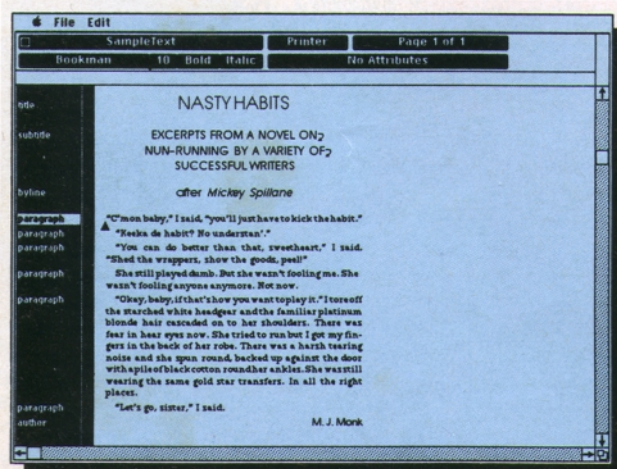 File Edit
SampleText Printer Page 1 of 1
Bookman 10 Bold Italic No Attributes
title NASTY HABITS
subtitle EXCERPTS FROM A NOVEL ON
NUN-RUNNING BY A VARIETY OF
SUCCESSFUL WRITERS
byline after Mickey Spillane
paragraph "C'mon baby," I said, "you'll just have to kick the habit."
paragraph "Keeka de habit? No understan'."
paragraph "You can do better than that, sweetheart," I said.
"Shed the wrappers, show the goods, peel!"
paragraph She still played dumb. But she wasn't fooling me. She
wasn't fooling anyone anymore. Not now.
paragraph "Okay, baby, if that's how you want to play it." I tore off
the starched white headgear and the familiar platinum
blonde hair cascaded on to her shoulders. There was
fear in hear eyes now. She tried to run but I got my fin-
gers in the back of her robe. There was a harsh tearing
noise and she spun round, backed up against the door
with a pile of black cotton round her ankles. She was still
wearing the same gold star transfers. In all the right
places.
paragraph "Let's go, sister," I said.
author M. J. Monk